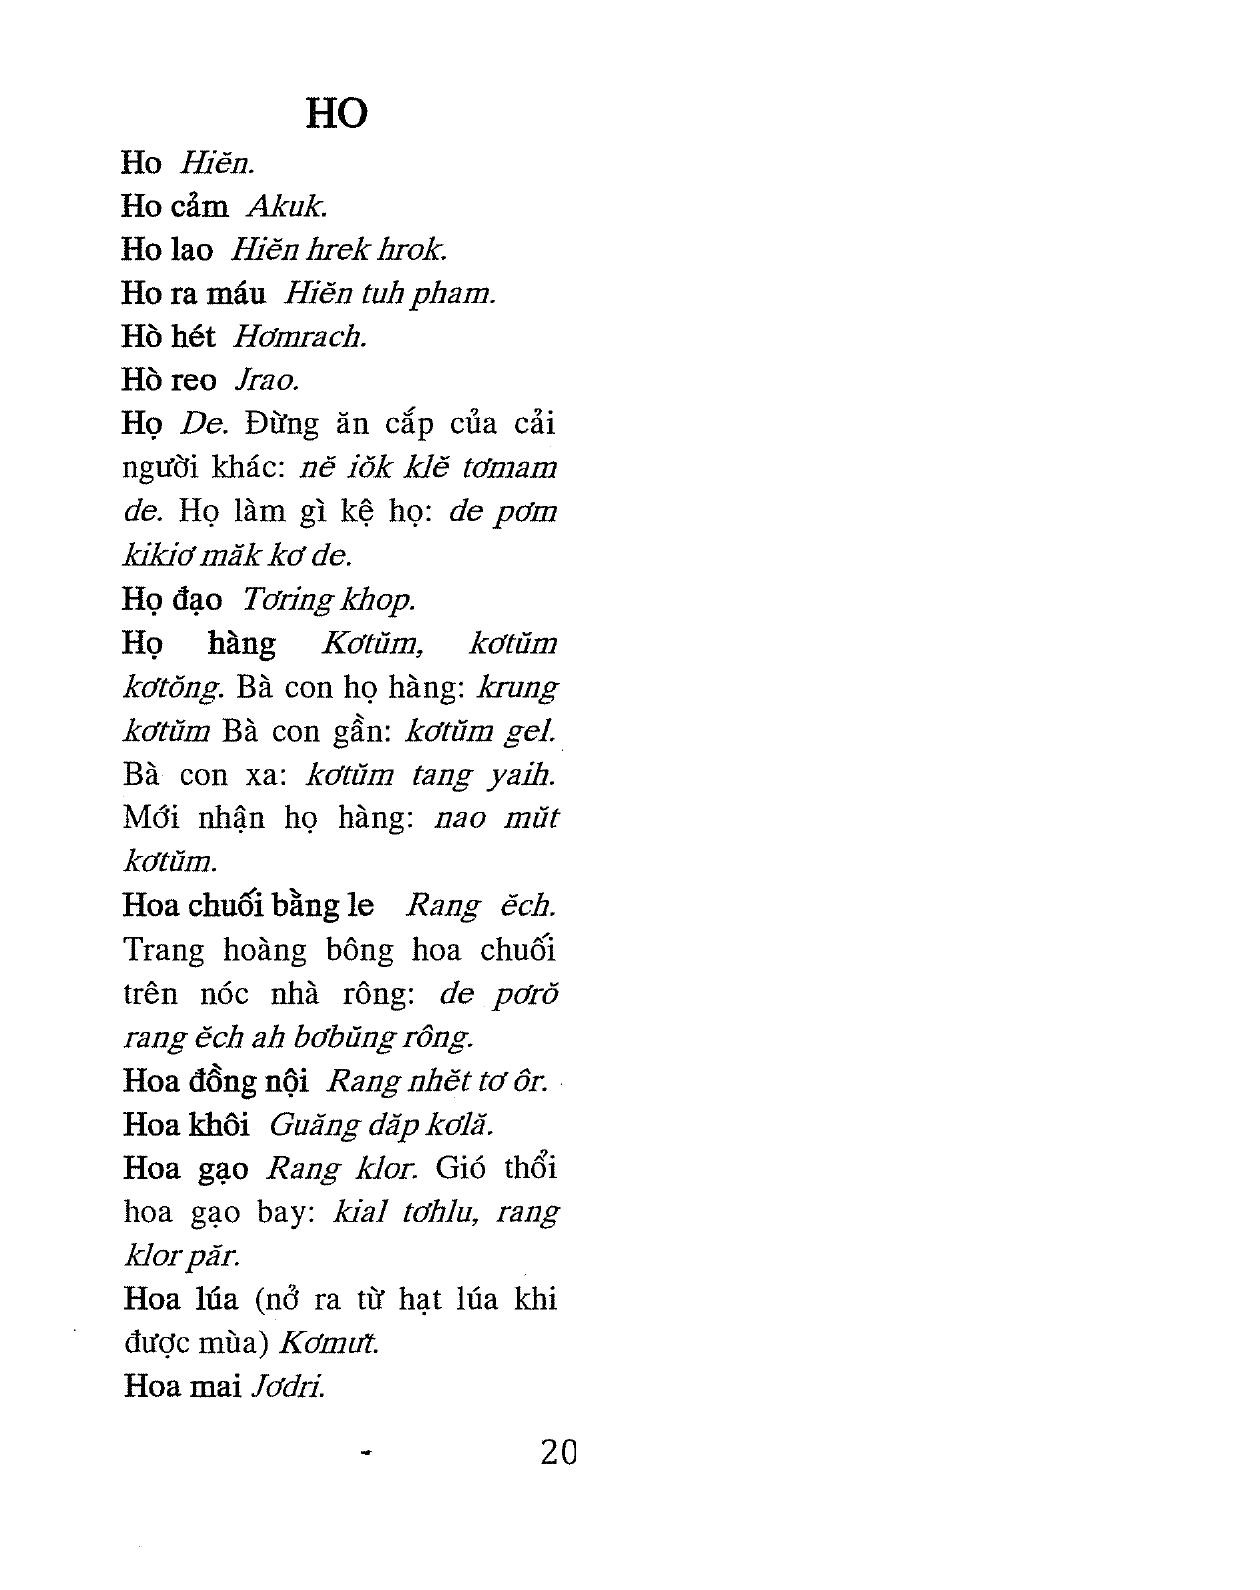 HO
Ho Hiĕn.
Ho cảm Akuk.
Ho lao Hiĕn hrek hrok.
Ho ra máu Hiĕn tuh pham.
Hò hét Hơmrach.
Hò reo Jrao.
Họ De. Đừng ăn cắp của cải
người khác: nĕ iŏk klĕ tơmam
de. Họ làm gì kệ họ: de pơm
kikiơ măk kơ de.
Họ đạo Tơring khop.
Họ hàng Kơtŭm, kơtŭm
kơtŏng. Bà con họ hàng: krung
kơtŭm Bà con gần: kơtŭm gel.
Bà con xa: kơtŭm tang yaih.
Mới nhận họ hàng: nao mŭt
kơtŭm.
Hoa chuối bằng le Rang ĕch.
Trang hoàng bông hoa chuối
trên nóc nhà rông: de pơrŏ
rang ĕch ah bơbŭng rông.
Hoa đồng nội Rang nhĕt tơ ôr.
Hoa khôi Guăng dăp kơlă.
Hoa gạo Rang klor. Gió thổi
hoa gạo bay: kial tơhlu, rang
klor păr.
Hoa lúa (nở ra từ hạt lúa khi
được mùa) Kơmưt.
Hoa mai Jơdri.
- 20